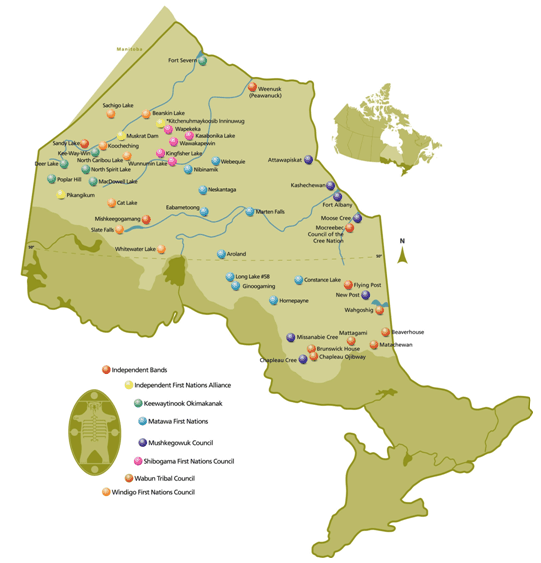 Manitoba
Fort Severn
Weenusk
(Peawanuck)
Sachigo Lake
Bearskin Lake
*Kitchenuhmaykoosib Inninuwug
Wapekeka
Kasabonika Lake
Muskrat Dam
Wawakapewin
Sandy Lake
Koocheching
Kee-Way-Win
Kingfisher Lake
North Caribou Lake
Wunnumin Lake
Webequie
Deer Lake
North Spirit Lake
Nibinamik
Attawapiskat
Poplar Hill
MacDowell Lake
Kashechewan
Pikangikum
Neskantaga
Cat Lake
Fort Albany
Eabametoong
Marten Falls
Mishkeegogamang
Moose Cree
Slate Falls
Mocreebec
Council of the
Cree Nation
Whitewater Lake
N
50°
50°
Aroland
Long Lake #58
Ginoogaming
Constance Lake
Flying Post
New Post
Hornepayne
Wahgoshig
Missanabie Cree
Mattagami
Beaverhouse
Brunswick House
Matachewan
Chapleau Cree
Chapleau Ojibway
Independent Bands
Independent First Nations Alliance
Keewaytinook Okimakanak
Matawa First Nations
Mushkegowuk Council
Shibogama First Nations Council
Wabun Tribal Council
Windigo First Nations Council